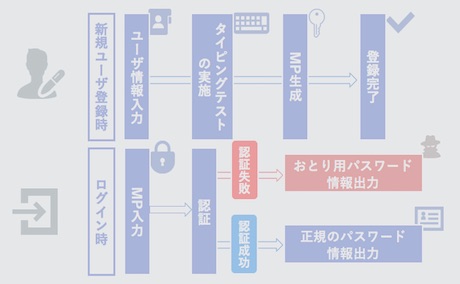 新規ユーザ登録時
ユーザ情報入力
タイピングテスト
の実施
MP生成
登録完了
ログイン時
MP入力
認証
認証失敗
おとり用パスワード
情報出力
認証成功
正規のパスワード
情報出力